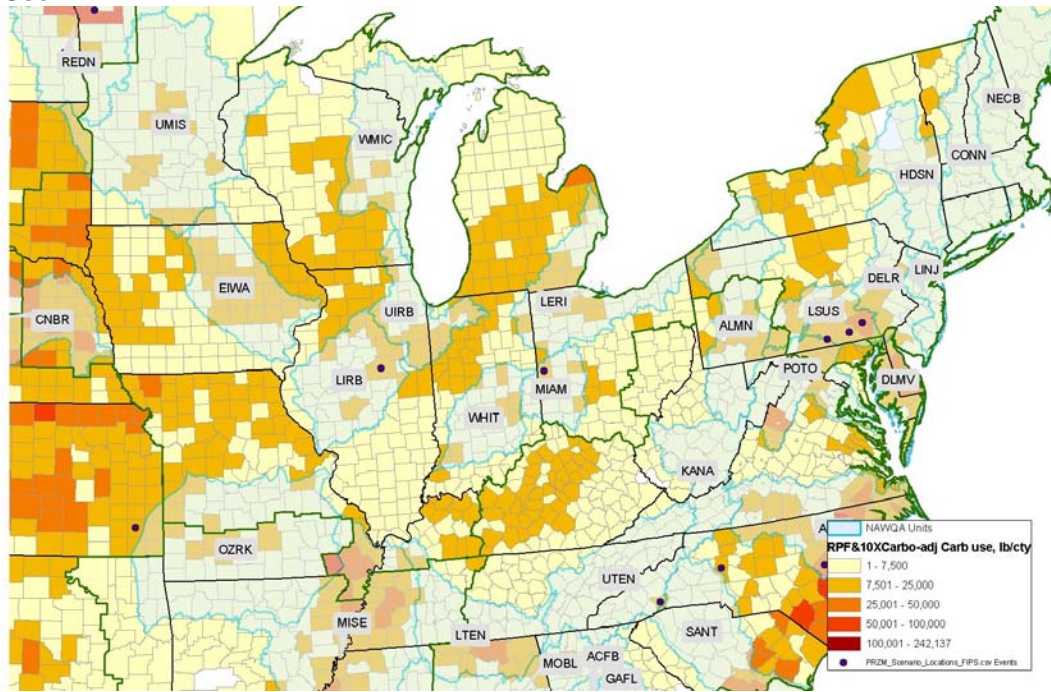 REDN
NECB
UMIS
WMIC
CONN
HDSN
EIWA
LERI
DELR
LINJ
CNBR
UIRB
ALMN
LSUS
LIRB
MIAM
POTO
DLMV
WHIT
KANA
OZRK
UTEN
MISE
LTEN
SANT
MOBL
ACFB
GAFL
A
NAWQA Units
RPF&10XCarbo-adj Carb use, lb/cty
1 - 7,500
7,501 - 25,000
25,001 - 50,000
50,001 - 100,000
100,001 - 242,137
PRZM_Scenario_Locations_FIPS.csv Events